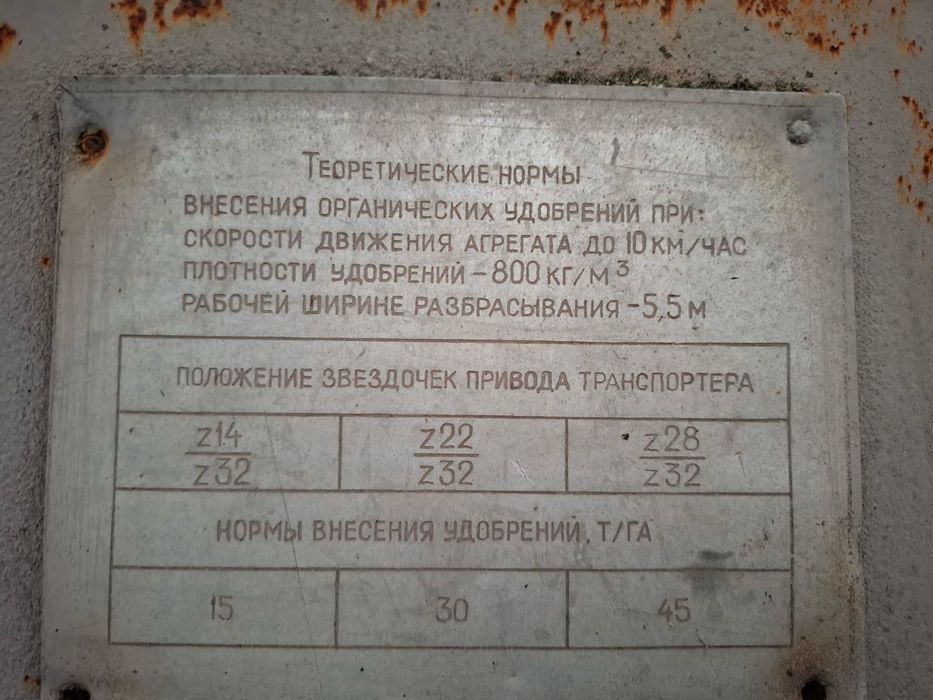 Теоретические нормы
внесения органических удобрений при:
скорости движения агрегата до 10 км/час
плотности удобрений – 800 кг/м³
рабочей ширине разбрасывания – 5,5 м
положение звездочек привода транспортера
z14 z22 z28
z32 z32 z32
нормы внесения удобрений, т/га
15 30 45